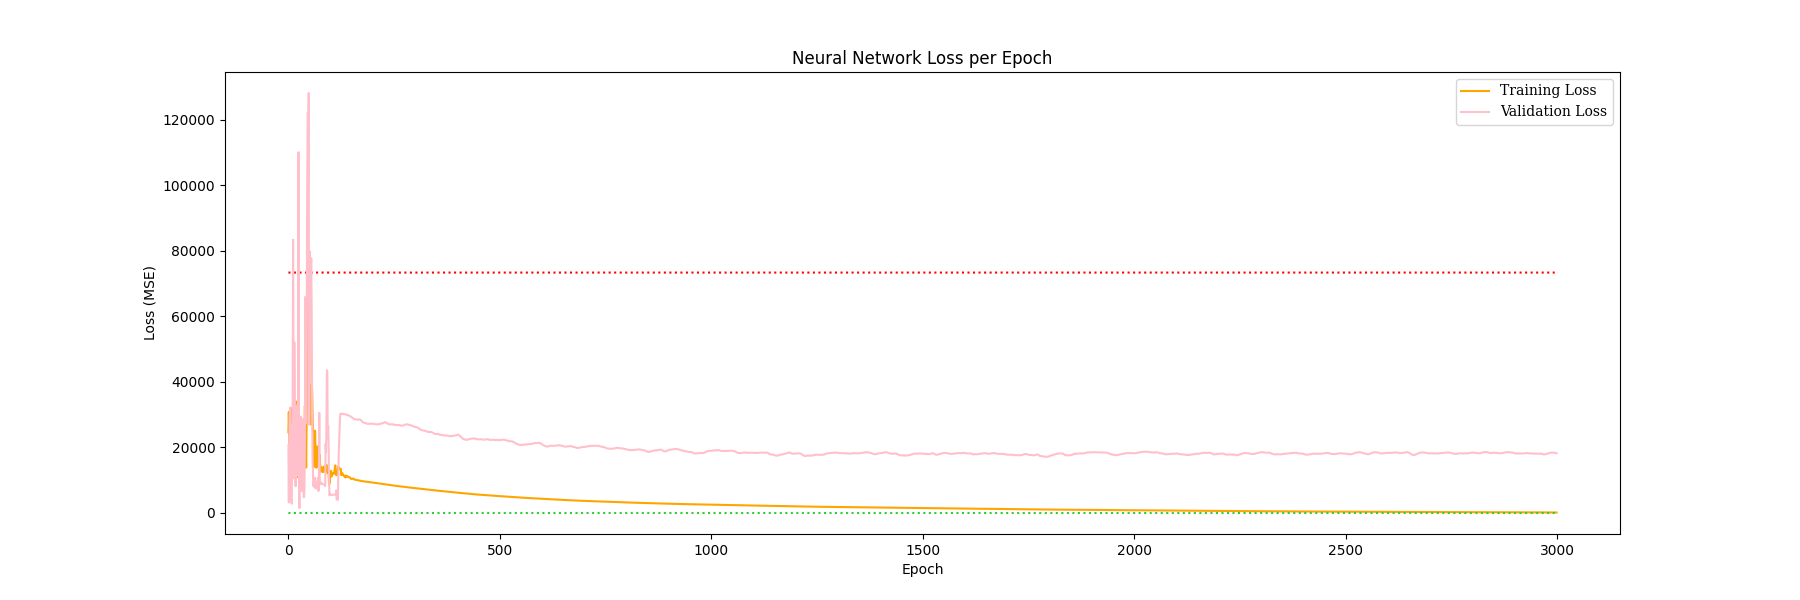 Neural Network Loss per Epoch
Training Loss
Validation Loss
120000
100000
80000
60000
40000
20000
0
Loss (MSE)
0 500 1000 1500 2000 2500 3000
Epoch